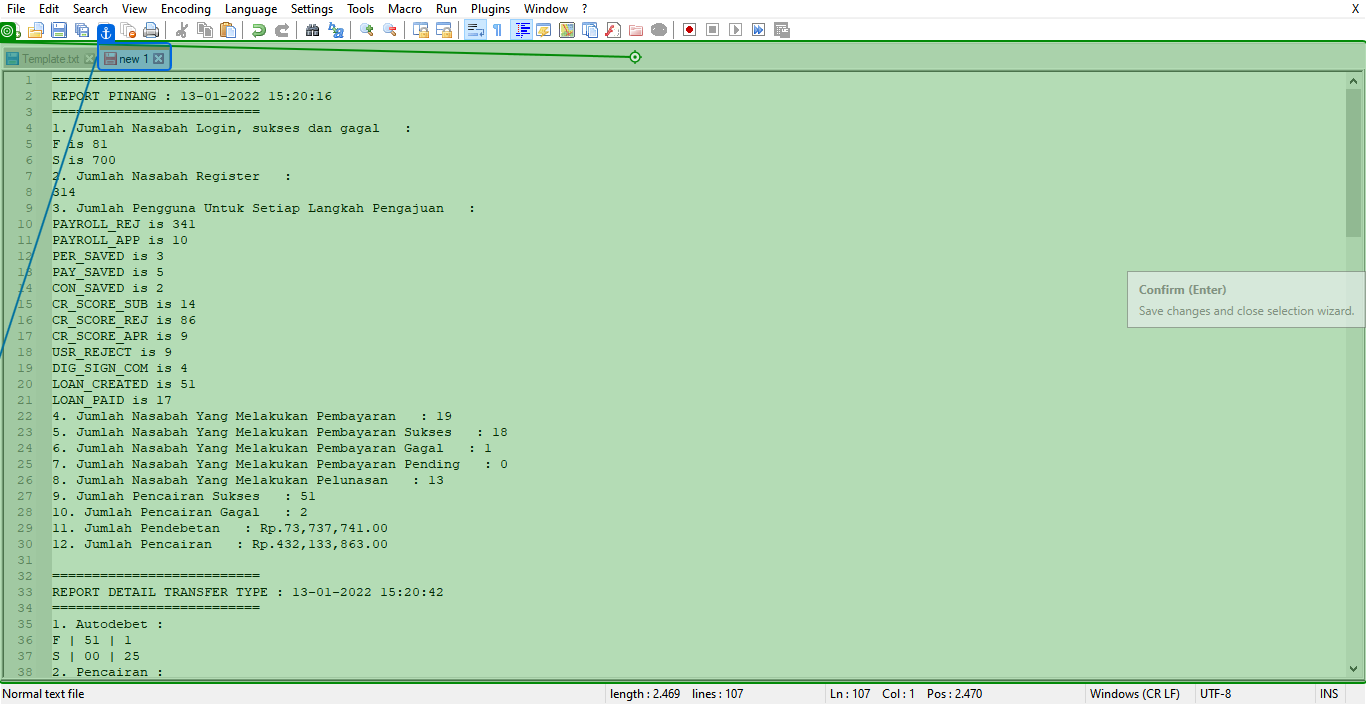 File Edit Search View Encoding Language Settings Tools Macro Run Plugins Window ? X
Template.txt new 1
1 ==========================
2 REPORT PINANG : 13-01-2022 15:20:16
3 ==========================
4 1. Jumlah Nasabah Login, sukses dan gagal :
5 F is 81
6 S is 700
7 2. Jumlah Nasabah Register :
8 314
9 3. Jumlah Pengguna Untuk Setiap Langkah Pengajuan :
10 PAYROLL_REJ is 341
11 PAYROLL_APP is 10
12 PER_SAVED is 3
13 PAY_SAVED is 5
14 CON_SAVED is 2
15 CR_SCORE_SUB is 14
16 CR_SCORE_REJ is 86
17 CR_SCORE_APR is 9
18 USR_REJECT is 9
19 DIG_SIGN_COM is 4
20 LOAN_CREATED is 51
21 LOAN_PAID is 17
22 4. Jumlah Nasabah Yang Melakukan Pembayaran : 19
23 5. Jumlah Nasabah Yang Melakukan Pembayaran Sukses : 18
24 6. Jumlah Nasabah Yang Melakukan Pembayaran Gagal : 1
25 7. Jumlah Nasabah Yang Melakukan Pembayaran Pending : 0
26 8. Jumlah Nasabah Yang Melakukan Pelunasan : 13
27 9. Jumlah Pencairan Sukses : 51
28 10. Jumlah Pencairan Gagal : 2
29 11. Jumlah Pendebetan : Rp.73,737,741.00
30 12. Jumlah Pencairan : Rp.432,133,863.00
31
32 ==========================
33 REPORT DETAIL TRANSFER TYPE : 13-01-2022 15:20:42
34 ==========================
35 1. Autodebet :
36 F | 51 | 1
37 S | 00 | 25
38 2. Pencairan :
Confirm (Enter)
Save changes and close selection wizard.
Normal text file length : 2.469 lines : 107 Ln : 107 Col : 1 Pos : 2.470 Windows (CR LF) UTF-8 INS